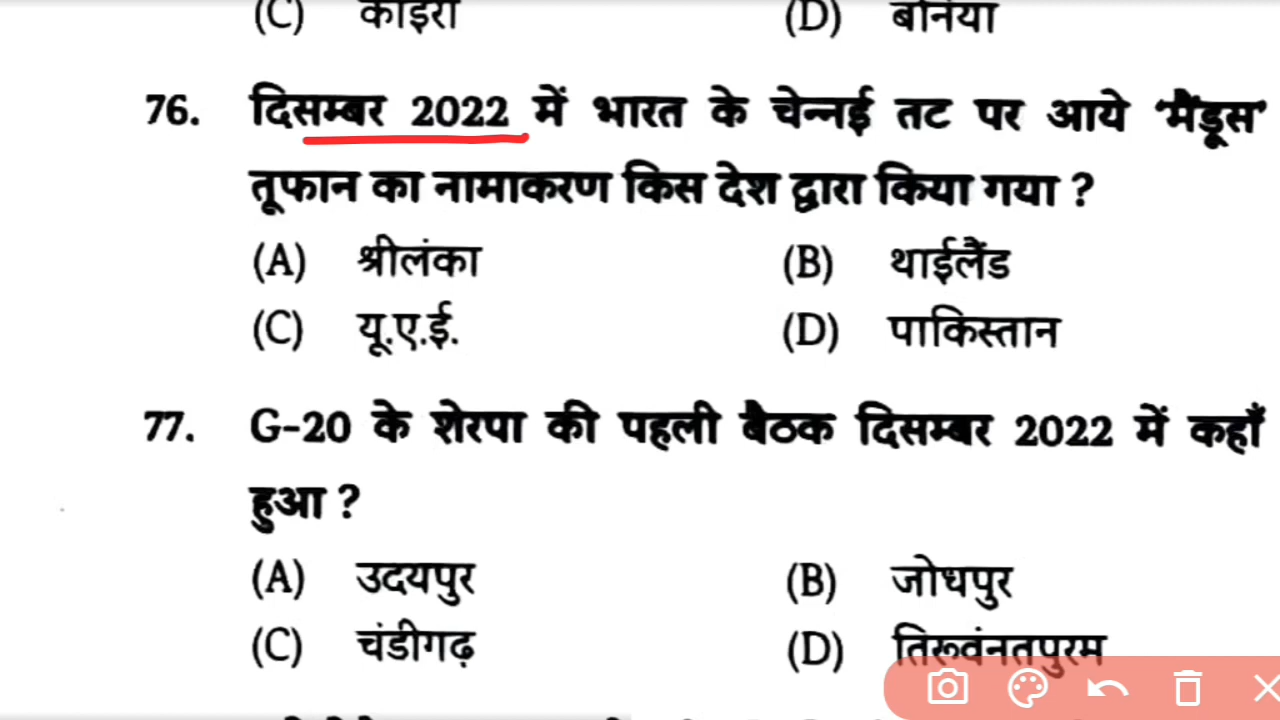 (C) काइरा (D) बनिया
76. दिसम्बर 2022 में भारत के चेन्नई तट पर आये 'मैंडूस'
तूफान का नामाकरण किस देश द्वारा किया गया ?
(A) श्रीलंका (B) थाईलैंड
(C) यू.ए.ई. (D) पाकिस्तान
77. G-20 के शेरपा की पहली बैठक दिसम्बर 2022 में कहाँ
हुआ ?
(A) उदयपुर (B) जोधपुर
(C) चंडीगढ़ (D) तिरूवंनतपुरम